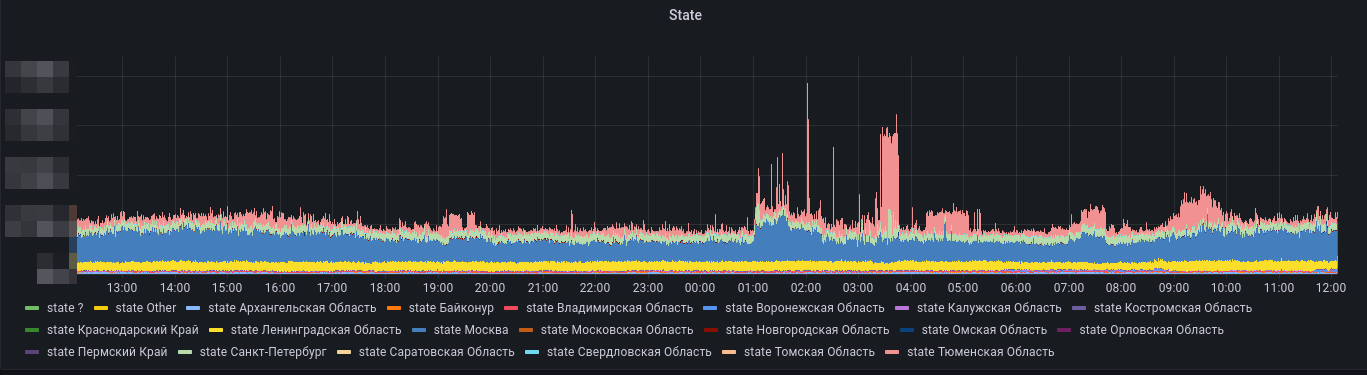 State
13:00 14:00 15:00 16:00 17:00 18:00 19:00 20:00 21:00 22:00 23:00 00:00 01:00 02:00 03:00 04:00 05:00 06:00 07:00 08:00 09:00 10:00 11:00 12:00
state ? state Other state Архангельская Область state Байконур state Владимирская Область state Воронежская Область state Калужская Область state Костромская Область
state Краснодарский Край state Ленинградская Область state Москва state Московская Область state Новгородская Область state Омская Область state Орловская Область
state Пермский Край state Санкт-Петербург state Саратовская Область state Свердловская Область state Томская Область state Тюменская Область